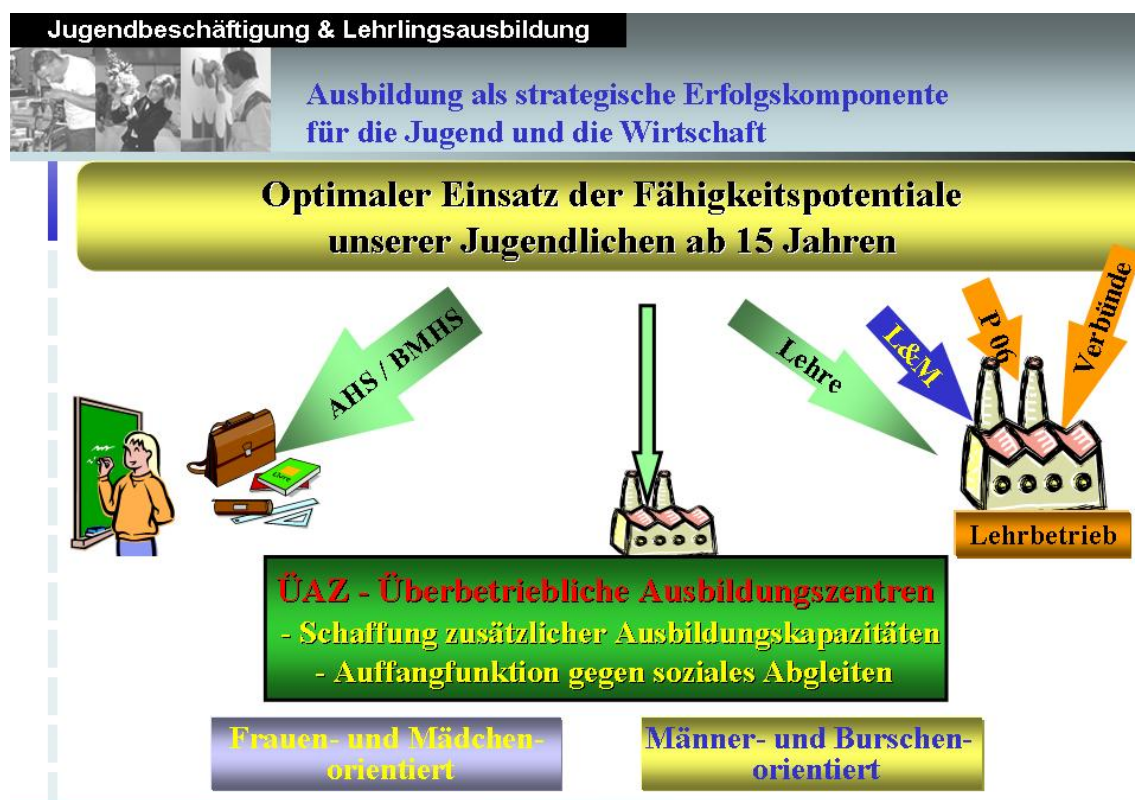 Jugendbeschäftigung & Lehrlingsausbildung
Ausbildung als strategische Erfolgskomponente
für die Jugend und die Wirtschaft
Optimaler Einsatz der Fähigkeitspotentiale
unserer Jugendlichen ab 15 Jahren
AHS / BMHS
Lehre
L&M
P 06
Verbünde
Livre
Lehrbetrieb
ÜAZ - Überbetriebliche Ausbildungszentren
- Schaffung zusätzlicher Ausbildungskapazitäten
- Auffangfunktion gegen soziales Abgleiten
Frauen- und Mädchen-
orientiert
Männer- und Burschen-
orientiert